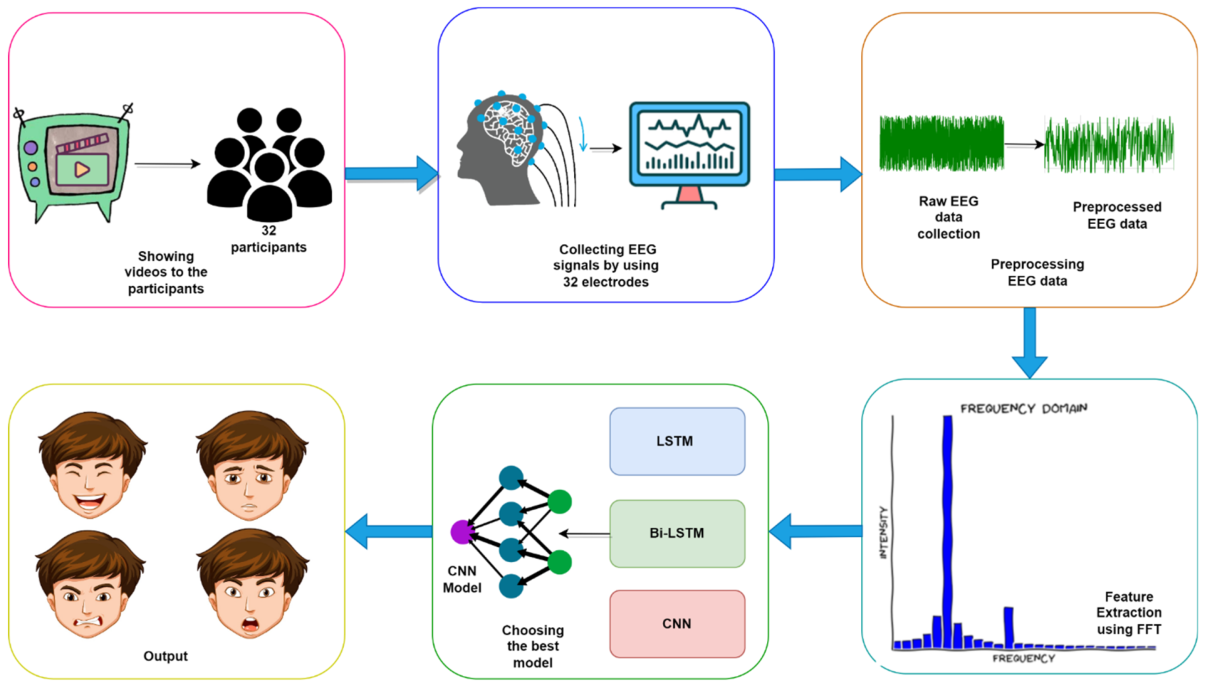 32
participants
Showing
videos to the
participants
Collecting EEG
signals by using
32 electrodes
Raw EEG
data
collection
Preprocessed
EEG data
Preprocessing
EEG data
FREQUENCY DOMAIN
INTENSITY
FREQUENCY
Feature
Extraction
using FFT
LSTM
Bi-LSTM
CNN
CNN
Model
Choosing
the best
model
Output